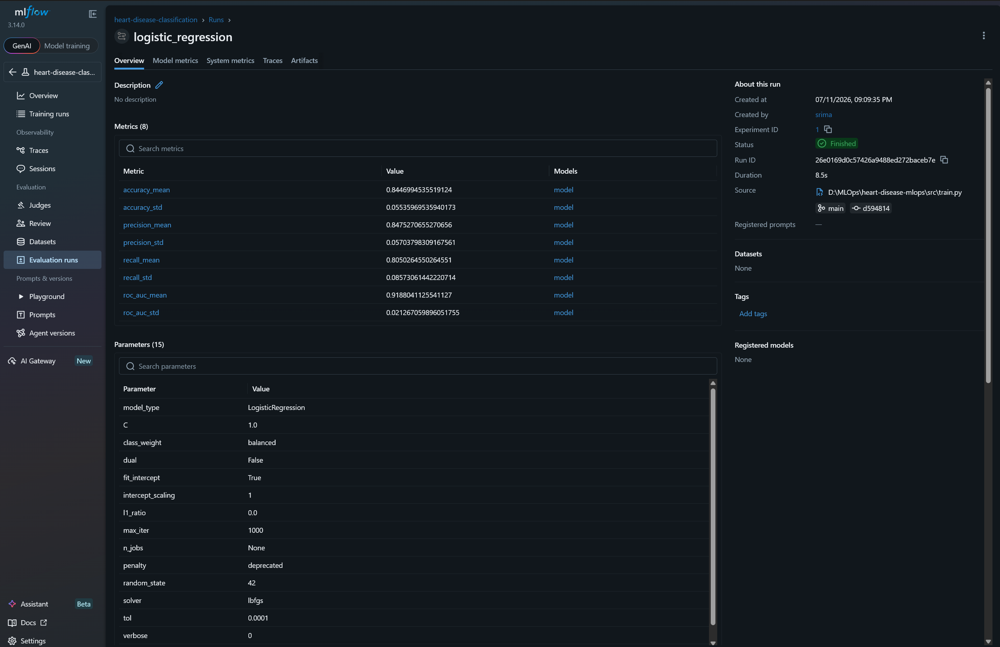 mlflow
3.14.0
GenAI Model training
heart-disease-clas...
Overview
Training runs
Observability
Traces
Sessions
Evaluation
Judges
Review
Datasets
Evaluation runs
Prompts & versions
Playground
Prompts
Agent versions
AI Gateway New
Assistant Beta
Docs
Settings
heart-disease-classification › Runs ›
logistic_regression
Overview Model metrics System metrics Traces Artifacts
Description
No description
Metrics (8)
Search metrics
Metric Value Models
accuracy_mean 0.8446994535519124 model
accuracy_std 0.05535969535940173 model
precision_mean 0.8475270655270656 model
precision_std 0.05703798309167561 model
recall_mean 0.8050264550264551 model
recall_std 0.08573061442220714 model
roc_auc_mean 0.9188041125541127 model
roc_auc_std 0.021267059896051755 model
Parameters (15)
Search parameters
Parameter Value
model_type LogisticRegression
C 1.0
class_weight balanced
dual False
fit_intercept True
intercept_scaling 1
l1_ratio 0.0
max_iter 1000
n_jobs None
penalty deprecated
random_state 42
solver lbfgs
tol 0.0001
verbose 0
About this run
Created at 07/11/2026, 09:09:35 PM
Created by srima
Experiment ID 1
Status Finished
Run ID 26e0169d0c57426a9488ed272baceb7e
Duration 8.5s
Source D:\MLOps\heart-disease-mlops\src\train.py
main d594814
Registered prompts —
Datasets
None
Tags
Add tags
Registered models
None